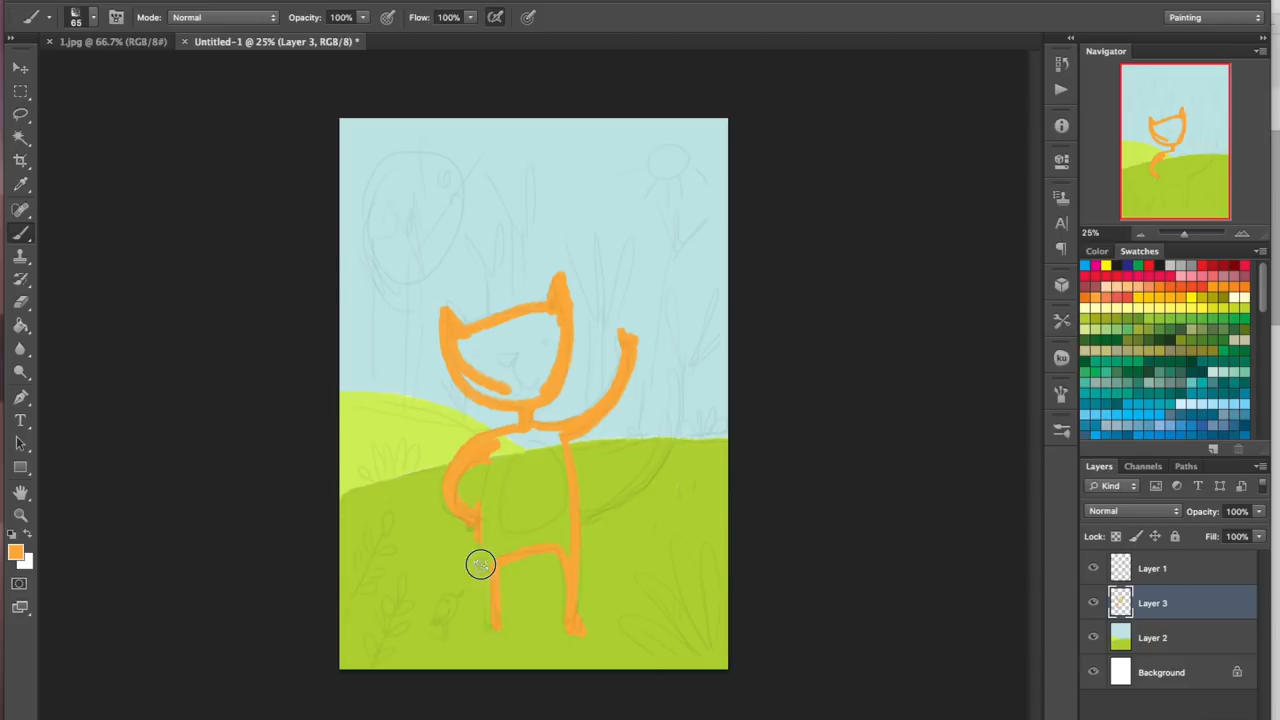 65 Mode: Normal Opacity: 100% Flow: 100% Painting
1.jpg @ 66.7% (RGB/8#) Untitled-1 @ 25% (Layer 3, RGB/8) *
Navigator
25%
Color Swatches
ku
Layers Channels Paths
Kind
Normal Opacity: 100%
Lock: Fill: 100%
Layer 1
Layer 3
Layer 2
Background